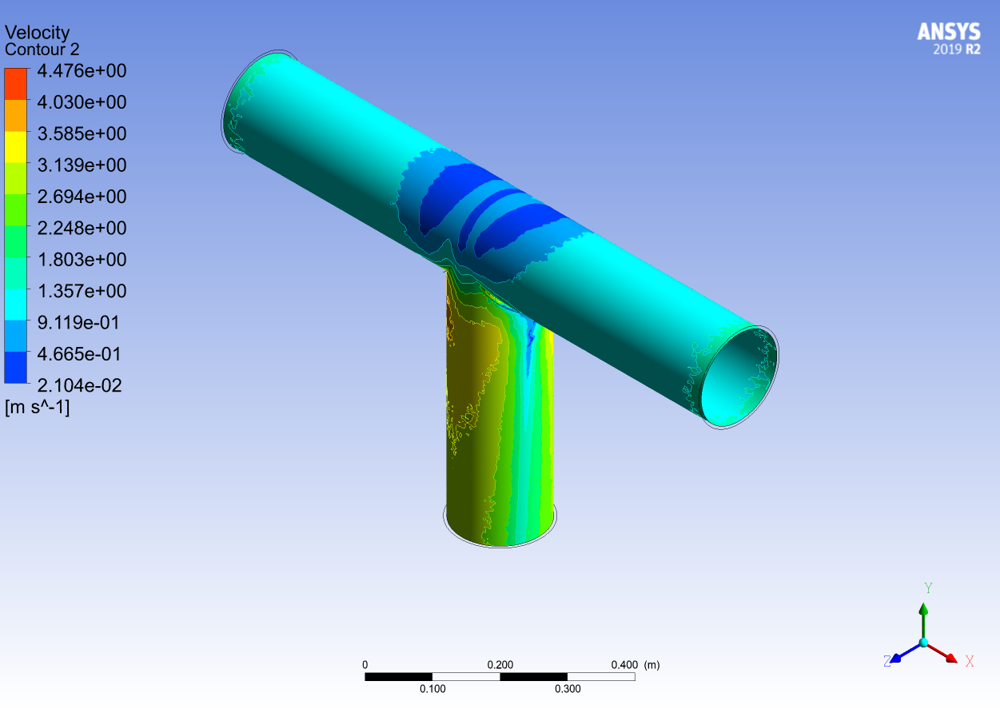 Velocity
Contour 2
4.476e+00
4.030e+00
3.585e+00
3.139e+00
2.694e+00
2.248e+00
1.803e+00
1.357e+00
9.119e-01
4.665e-01
2.104e-02
[m s^-1]
ANSYS
2019 R2
Y
Z
X
0
0.200
0.400 (m)
0.100
0.300